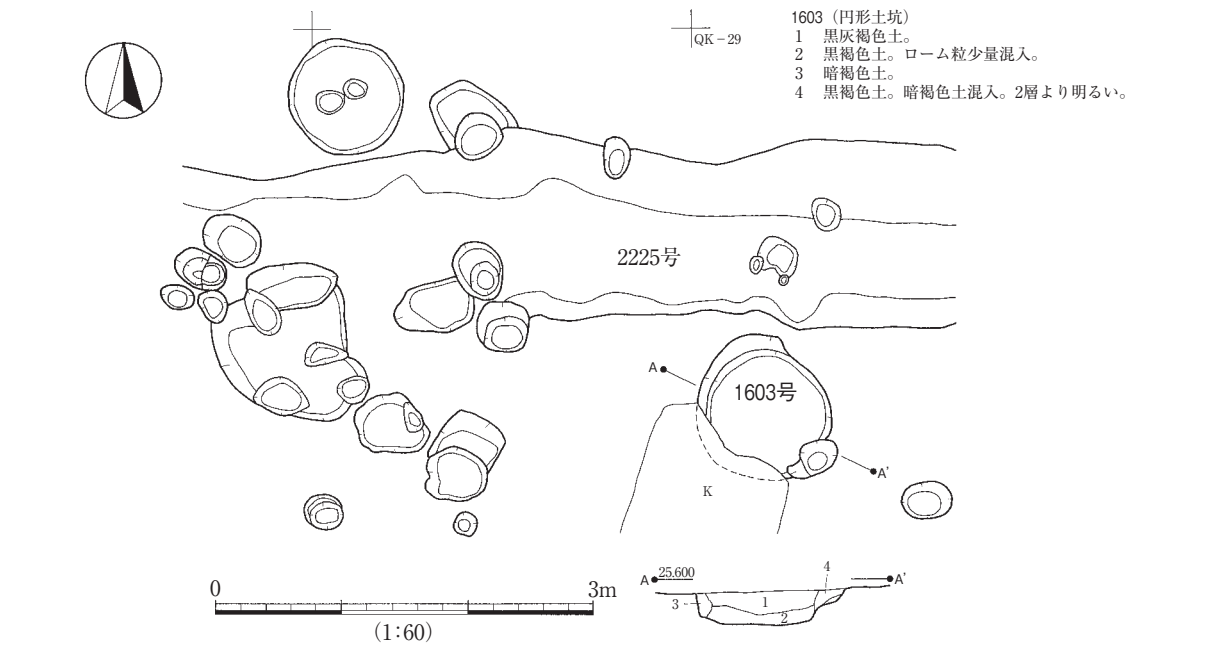 QK－29
1603（円形土坑）
1　黒灰褐色土。
2　黒褐色土。ローム粒少量混入。
3　暗褐色土。
4　黒褐色土。暗褐色土混入。2層より明るい。
2225号
A
1603号
A'
K
0
3m
(1:60)
A
25.600
4
A'
3
1
2